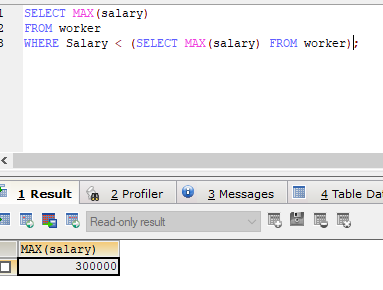 1 SELECT MAX(salary)
2 FROM worker
3 WHERE Salary < (SELECT MAX(salary) FROM worker);
1 Result 2 Profiler 3 Messages 4 Table Da
Read-only result
MAX(salary)
300000